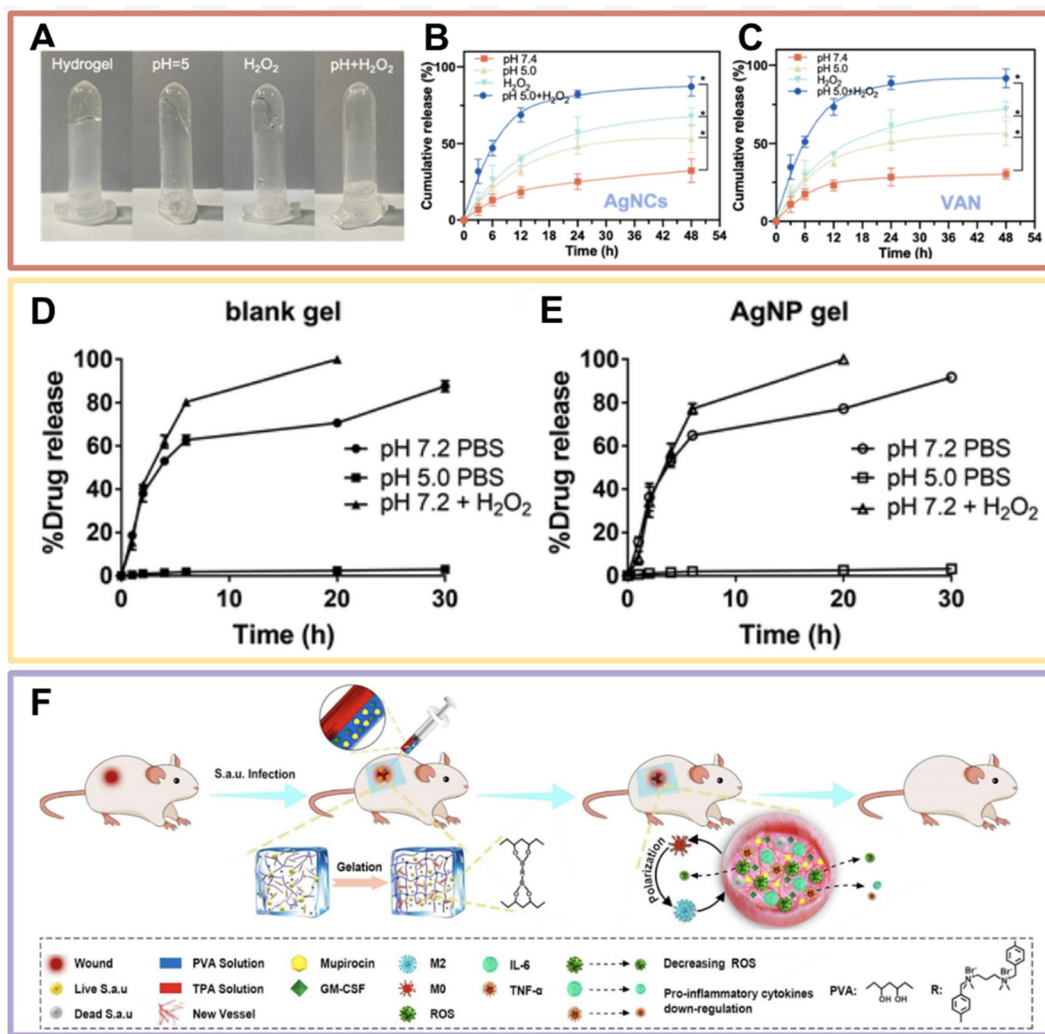 A
Hydrogel
pH=5
H₂O₂
pH+H₂O₂
B
Cumulative release (%)
100
75
50
25
0
pH 7.4
pH 5.0
H₂O₂
pH 5.0+H₂O₂
*
*
*
AgNCs
0 6 12 18 24 30 36 42 48 54
Time (h)
C
Cumulative release (%)
100
75
50
25
0
pH 7.4
pH 5.0
H₂O₂
pH 5.0+H₂O₂
*
*
*
VAN
0 6 12 18 24 30 36 42 48 54
Time (h)
D
blank gel
%Drug release
100
80
60
40
20
0
pH 7.2 PBS
pH 5.0 PBS
pH 7.2 + H₂O₂
0 10 20 30
Time (h)
E
AgNP gel
%Drug release
100
80
60
40
20
0
pH 7.2 PBS
pH 5.0 PBS
pH 7.2 + H₂O₂
0 10 20 30
Time (h)
F
S.a.u. Infection
Gelation
Polarization
Wound
PVA Solution
Mupirocin
M2
IL-6
Decreasing ROS
Live S.a.u
TPA Solution
GM-CSF
M0
TNF-α
Pro-inflammatory cytokines
down-regulation
Dead S.a.u
New Vessel
ROS
PVA:
OH OH
R:
Br⁻
Br⁻